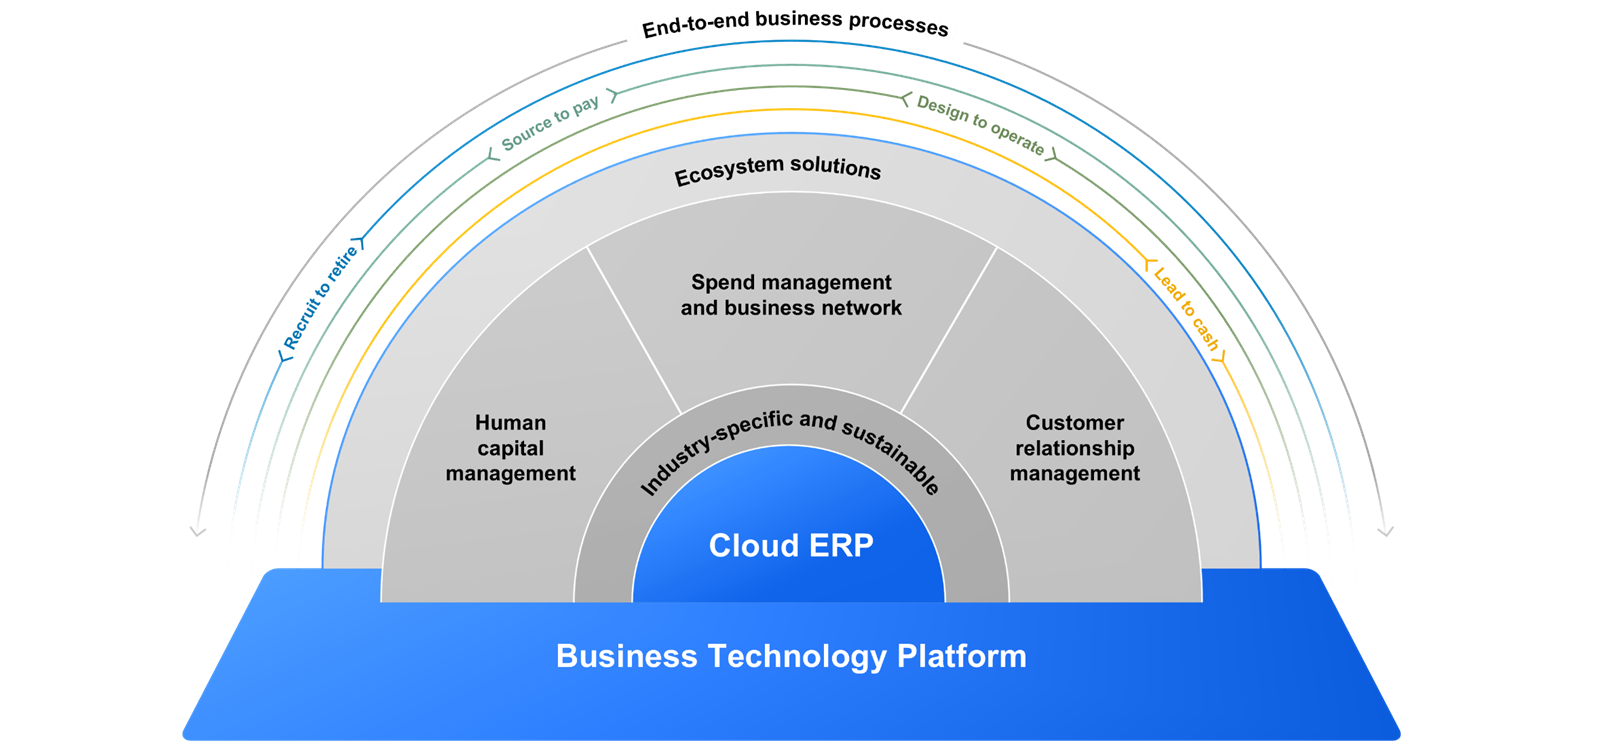 End-to-end business processes
Source to pay
Design to operate
Recruit to retire
Lead to cash
Ecosystem solutions
Spend management
and business network
Human
capital
management
Customer
relationship
management
Industry-specific and sustainable
Cloud ERP
Business Technology Platform